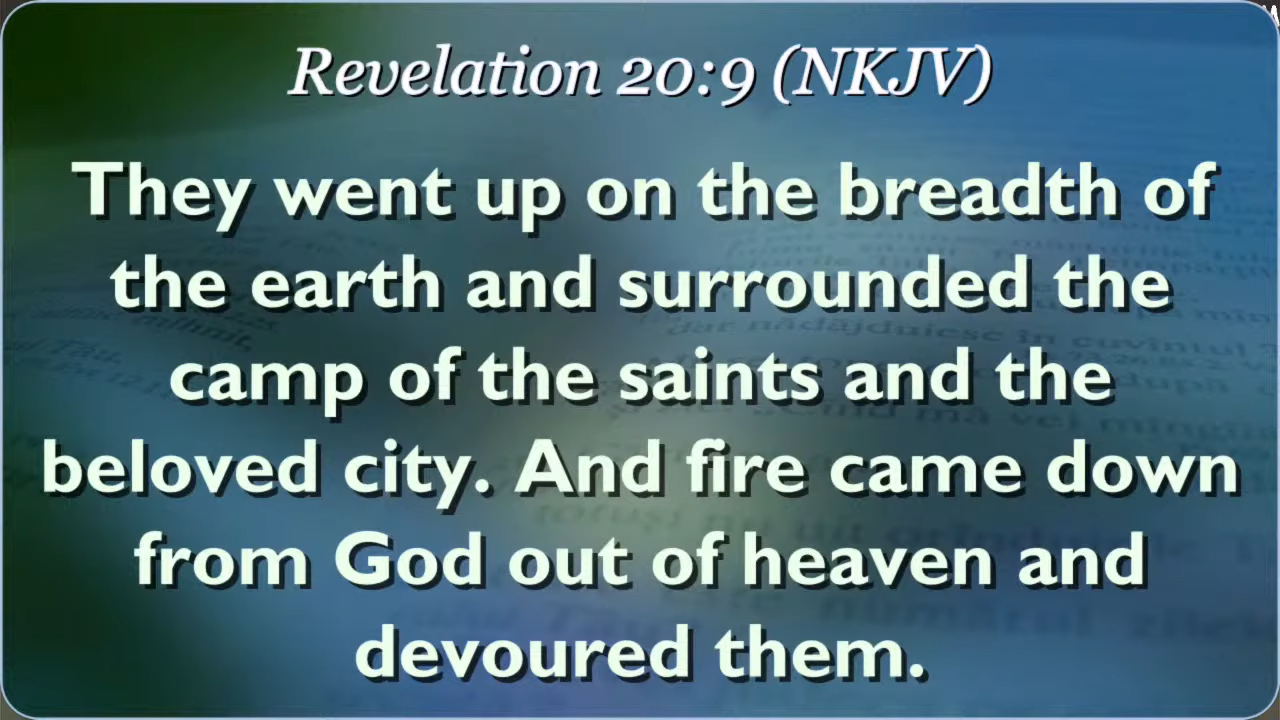 Revelation 20:9 (NKJV)
They went up on the breadth of
the earth and surrounded the
camp of the saints and the
beloved city. And fire came down
from God out of heaven and
devoured them.